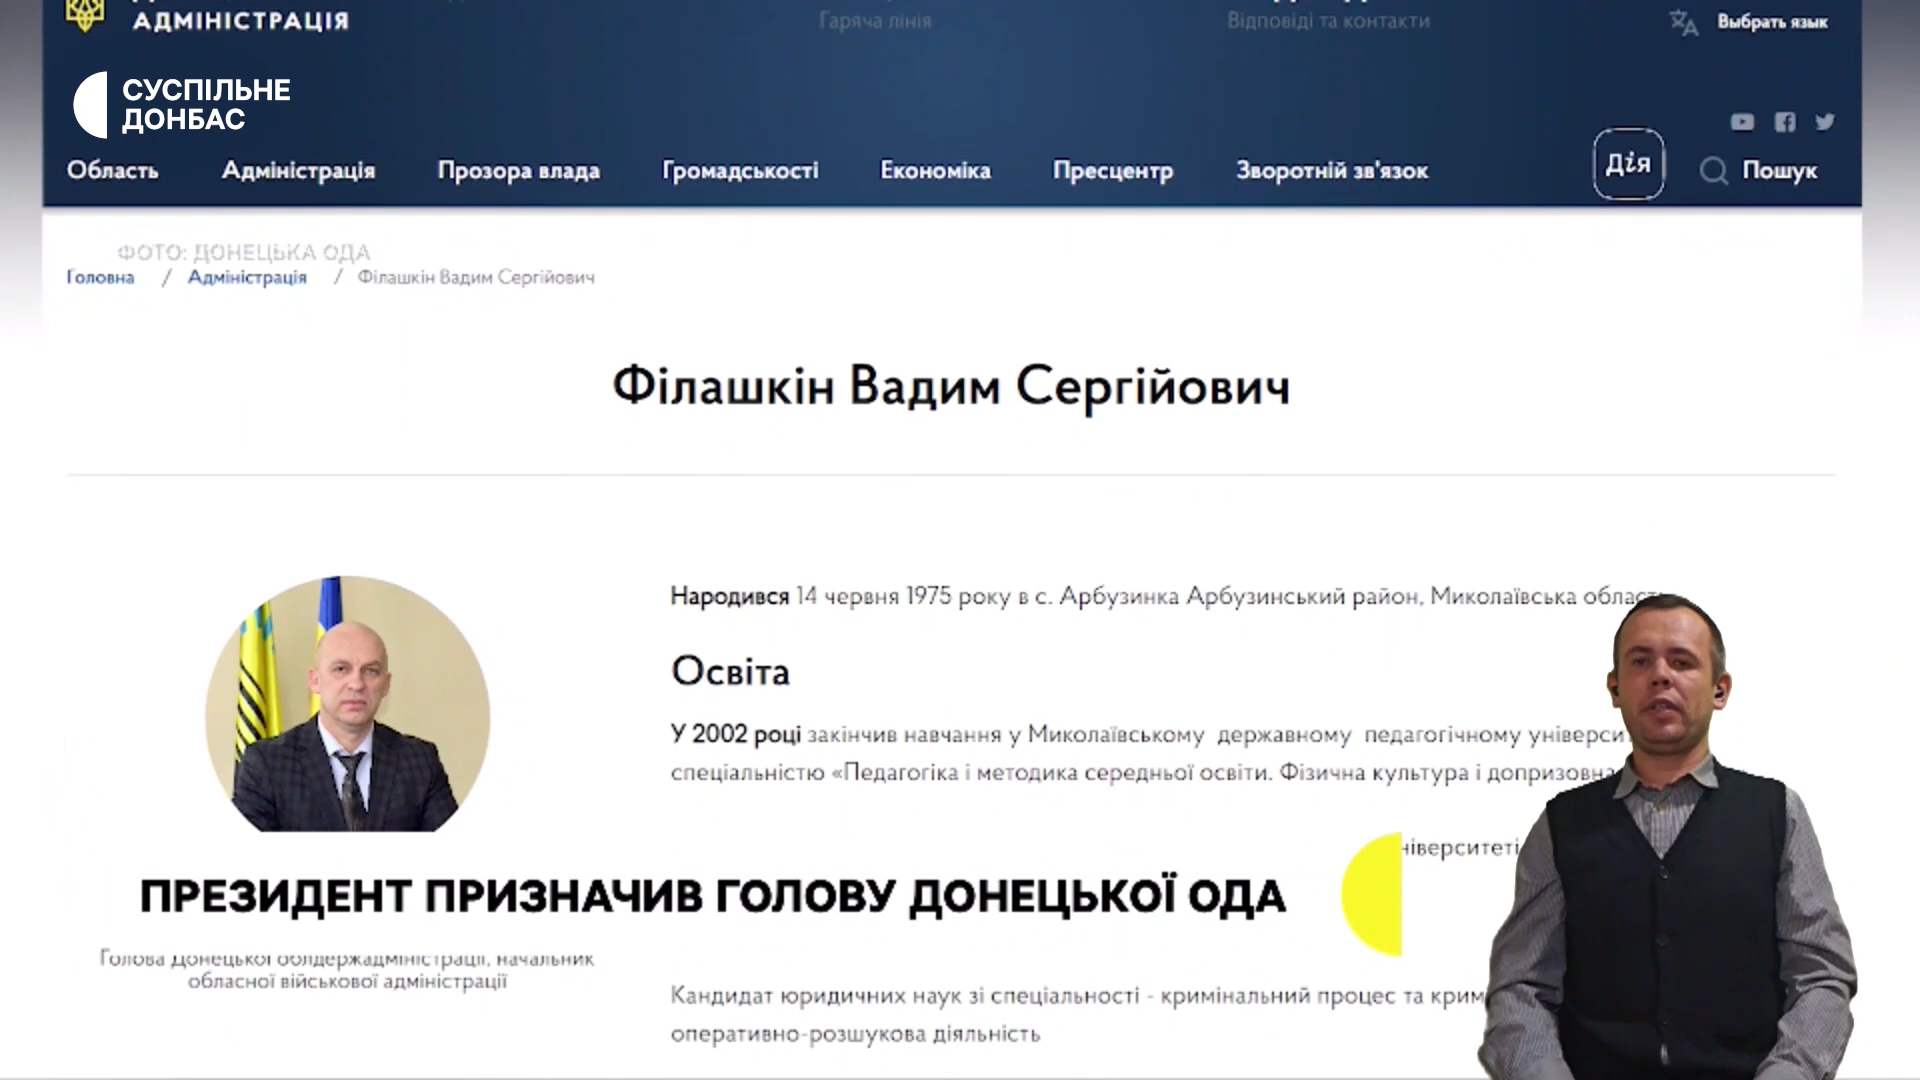 АДМІНІСТРАЦІЯ
Гаряча лінія
Відповіді та контакти
Выбрать язык
СУСПІЛЬНЕ
ДОНБАС
Область Адміністрація Прозора влада Громадськості Економіка Пресцентр Зворотній зв'язок Дія Пошук
ФОТО: ДОНЕЦЬКА ОДА
Головна / Адміністрація / Філашкін Вадим Сергійович
Філашкін Вадим Сергійович
Народився 14 червня 1975 року в с. Арбузинка Арбузинський район, Миколаївська
Освіта
У 2002 році закінчив навчання у Миколаївському державному педагогічному
спеціальністю «Педагогіка і методика середньої освіти. Фізична культура і допризовна
ПРЕЗИДЕНТ ПРИЗНАЧИВ ГОЛОВУ ДОНЕЦЬКОЇ ОДА
Голова Донецької облдержадміністрації, начальник
обласної військової адміністрації
Кандидат юридичних наук зі спеціальності - кримінальний процес та
оперативно-розшукова діяльність